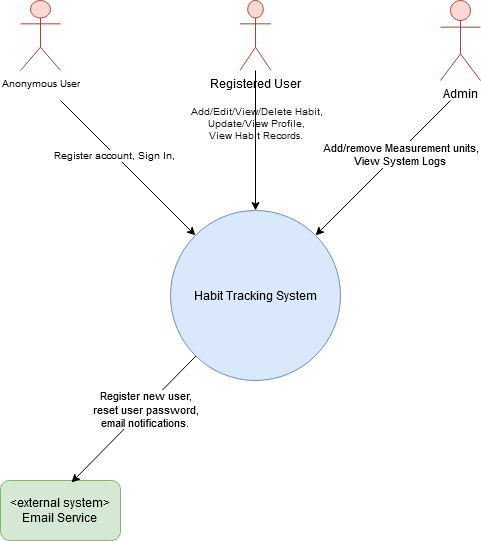 Anonymous User
Registered User
Admin
Add/Edit/View/Delete Habit,
Update/View Profile,
View Habit Records.
Register account, Sign In,
Add/remove Measurement units,
View System Logs
Habit Tracking System
Register new user,
reset user password,
email notifications.
<external system>
Email Service